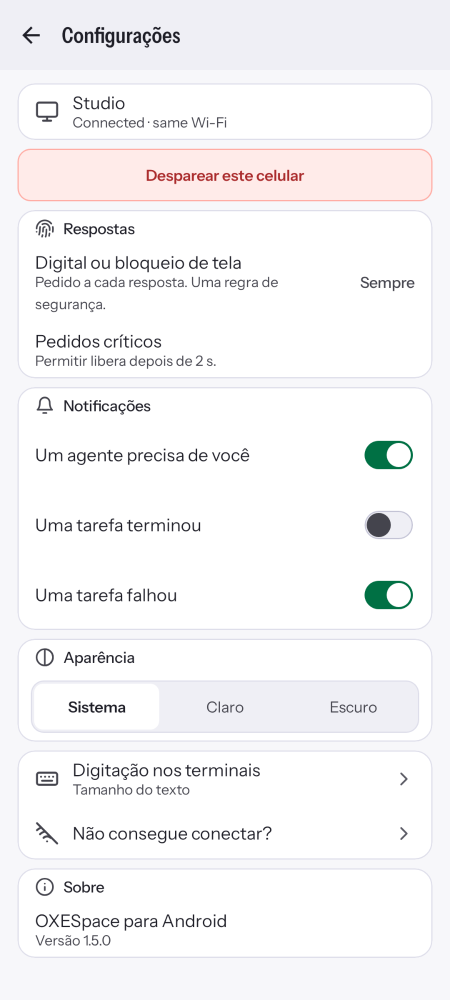 Configurações
Studio
Connected · same Wi-Fi
Desparear este celular
Respostas
Digital ou bloqueio de tela
Pedido a cada resposta. Uma regra de
segurança.
Sempre
Pedidos críticos
Permitir libera depois de 2 s.
Notificações
Um agente precisa de você
Uma tarefa terminou
Uma tarefa falhou
Aparência
Sistema Claro Escuro
Digitação nos terminais
Tamanho do texto
Não consegue conectar?
Sobre
OXESpace para Android
Versão 1.5.0